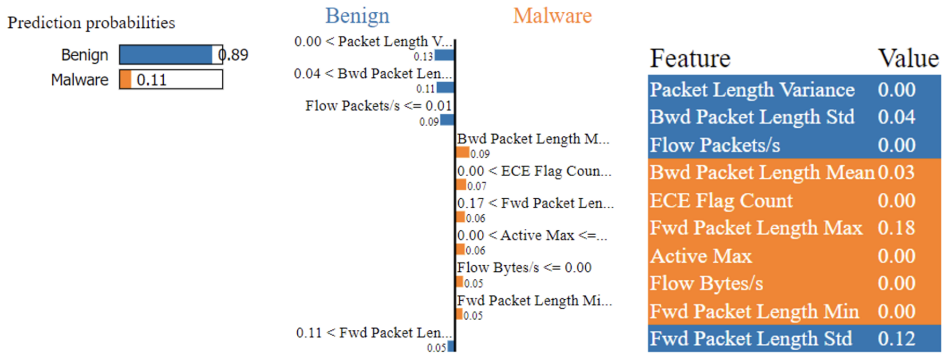 Prediction probabilities
Benign 0.89
Malware 0.11
Benign Malware
0.00 < Packet Length V...
0.13
0.04 < Bwd Packet Len...
0.11
Flow Packets/s <= 0.01
0.09
Bwd Packet Length M...
0.09
0.00 < ECE Flag Coun...
0.07
0.17 < Fwd Packet Len...
0.06
0.00 < Active Max <=...
0.06
Flow Bytes/s <= 0.00
0.05
Fwd Packet Length Mi...
0.05
0.11 < Fwd Packet Len...
0.05
Feature Value
Packet Length Variance 0.00
Bwd Packet Length Std 0.04
Flow Packets/s 0.00
Bwd Packet Length Mean 0.03
ECE Flag Count 0.00
Fwd Packet Length Max 0.18
Active Max 0.00
Flow Bytes/s 0.00
Fwd Packet Length Min 0.00
Fwd Packet Length Std 0.12